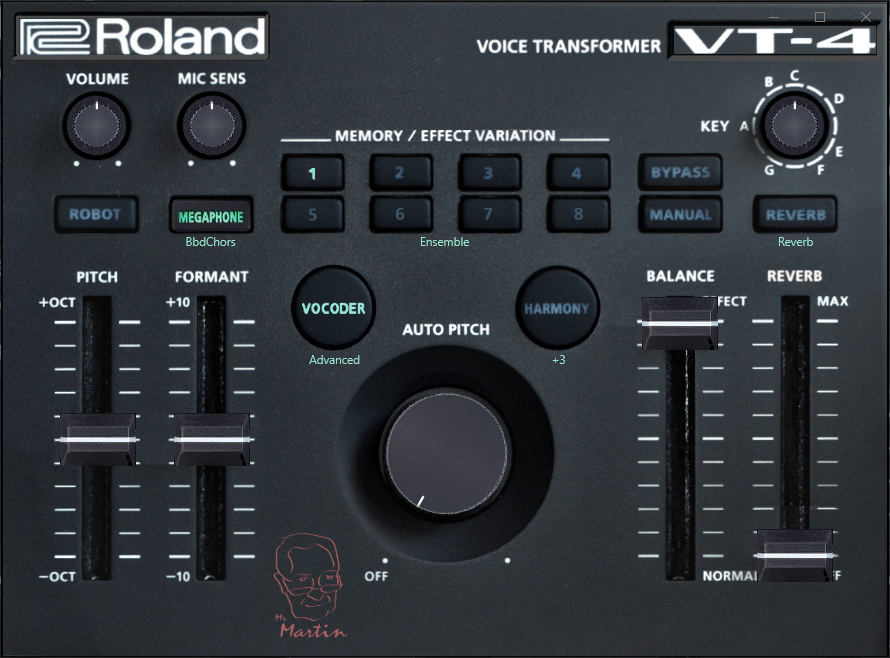 Roland
VOICE TRANSFORMER VT-4
VOLUME MIC SENS
KEY A B C D E F G
MEMORY / EFFECT VARIATION
1 2 3 4 BYPASS
ROBOT MEGAPHONE 5 6 7 8 MANUAL REVERB
BbdChors Ensemble Reverb
PITCH FORMANT VOCODER HARMONY BALANCE REVERB
+OCT +10 FECT MAX
AUTO PITCH
Advanced +3
-OCT -10 OFF NORMAL FF
Martin